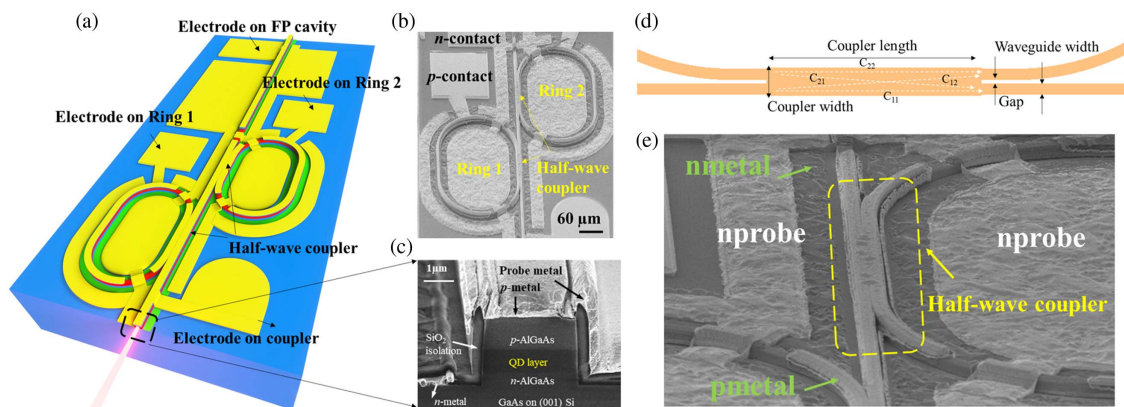 (a)
Electrode on FP cavity
Electrode on Ring 2
Electrode on Ring 1
Half-wave coupler
Electrode on coupler
(b)
n-contact
p-contact
Ring 2
Ring 1
Half-wave
coupler
60 μm
(c)
1μm
Probe metal
p-metal
SiO2
isolation
p-AlGaAs
QD layer
n-AlGaAs
n-metal
GaAs on (001) Si
(d)
Coupler length
Waveguide width
C22
C21
C12
C11
Coupler width
Gap
(e)
nmetal
nprobe
nprobe
Half-wave coupler
pmetal